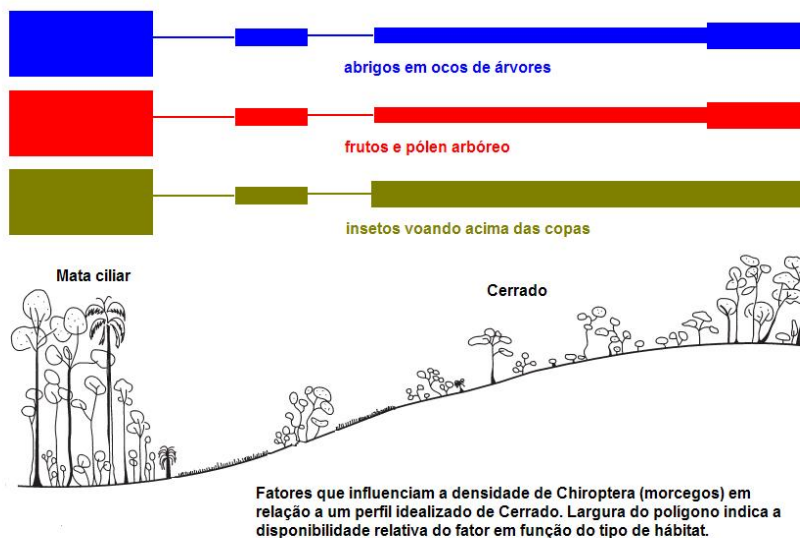 abrigos em ocos de árvores
frutos e pólen arbóreo
insetos voando acima das copas
Mata ciliar
Cerrado
Fatores que influenciam a densidade de Chiroptera (morcegos) em
relação a um perfil idealizado de Cerrado. Largura do polígono indica a
disponibilidade relativa do fator em função do tipo de hábitat.